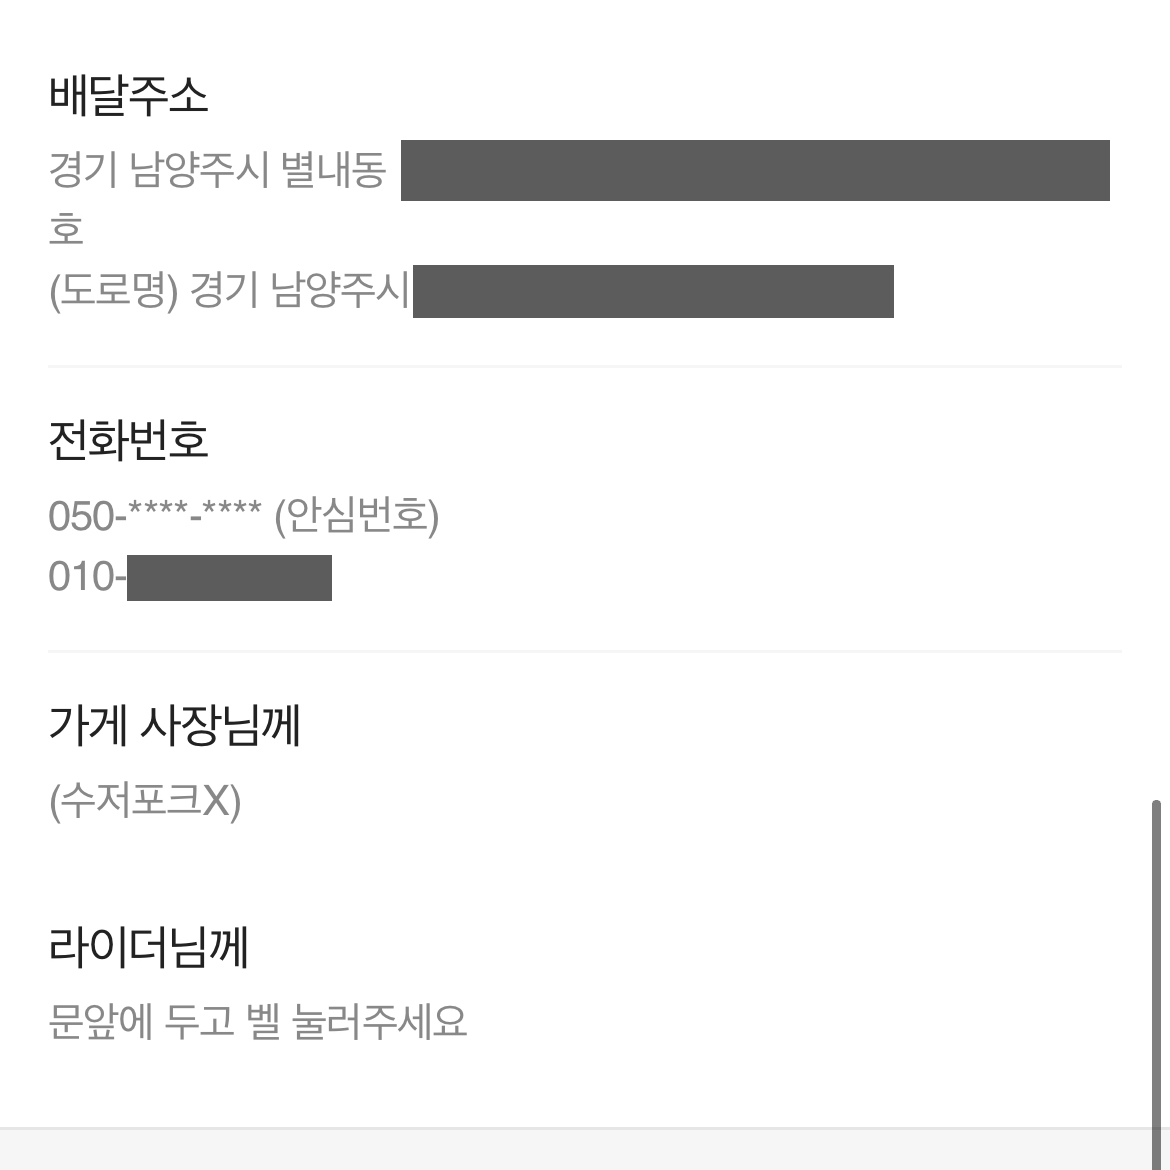 배달주소
경기 남양주시 별내동
호
(도로명) 경기 남양주시
전화번호
050-****-**** (안심번호)
010-
가게 사장님께
(수저포크X)
라이더님께
문앞에 두고 벨 눌러주세요